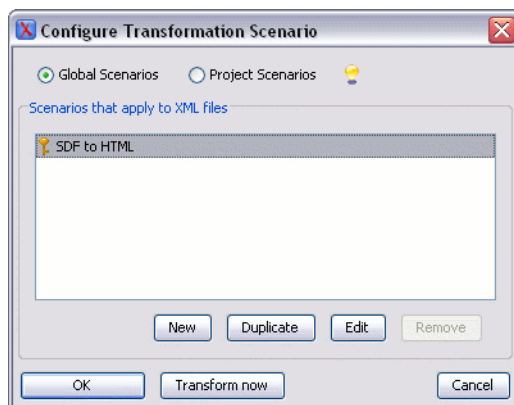 Configure Transformation Scenario
Global Scenarios Project Scenarios
Scenarios that apply to XML files
SDF to HTML
New Duplicate Edit Remove
OK Transform now Cancel